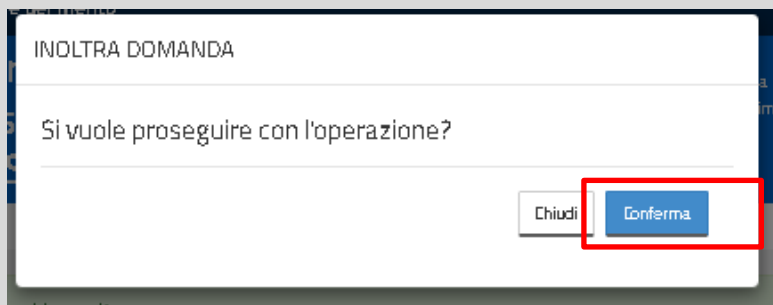 INOLTRA DOMANDA
Si vuole proseguire con l'operazione?
Chiudi
Conferma